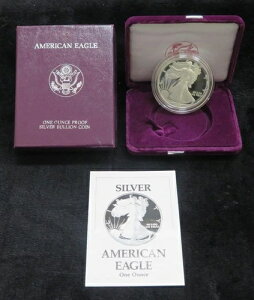 AMERICAN EAGLE
ONE OUNCE PROOF
SILVER BULLION COIN
SILVER
AMERICAN
EAGLE
One Ounce